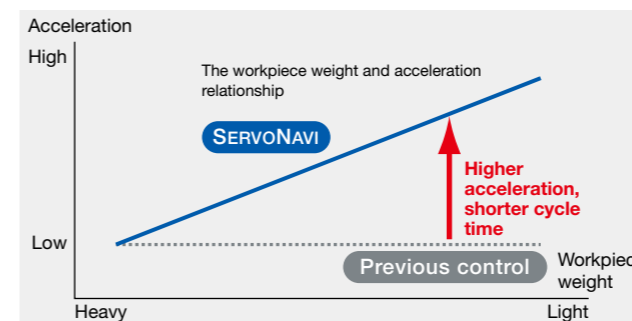 Acceleration
High
The workpiece weight and acceleration
relationship
SERVONAVI
Higher
acceleration,
shorter cycle
time
Low
Previous control
Workpiec
weight
Heavy
Light